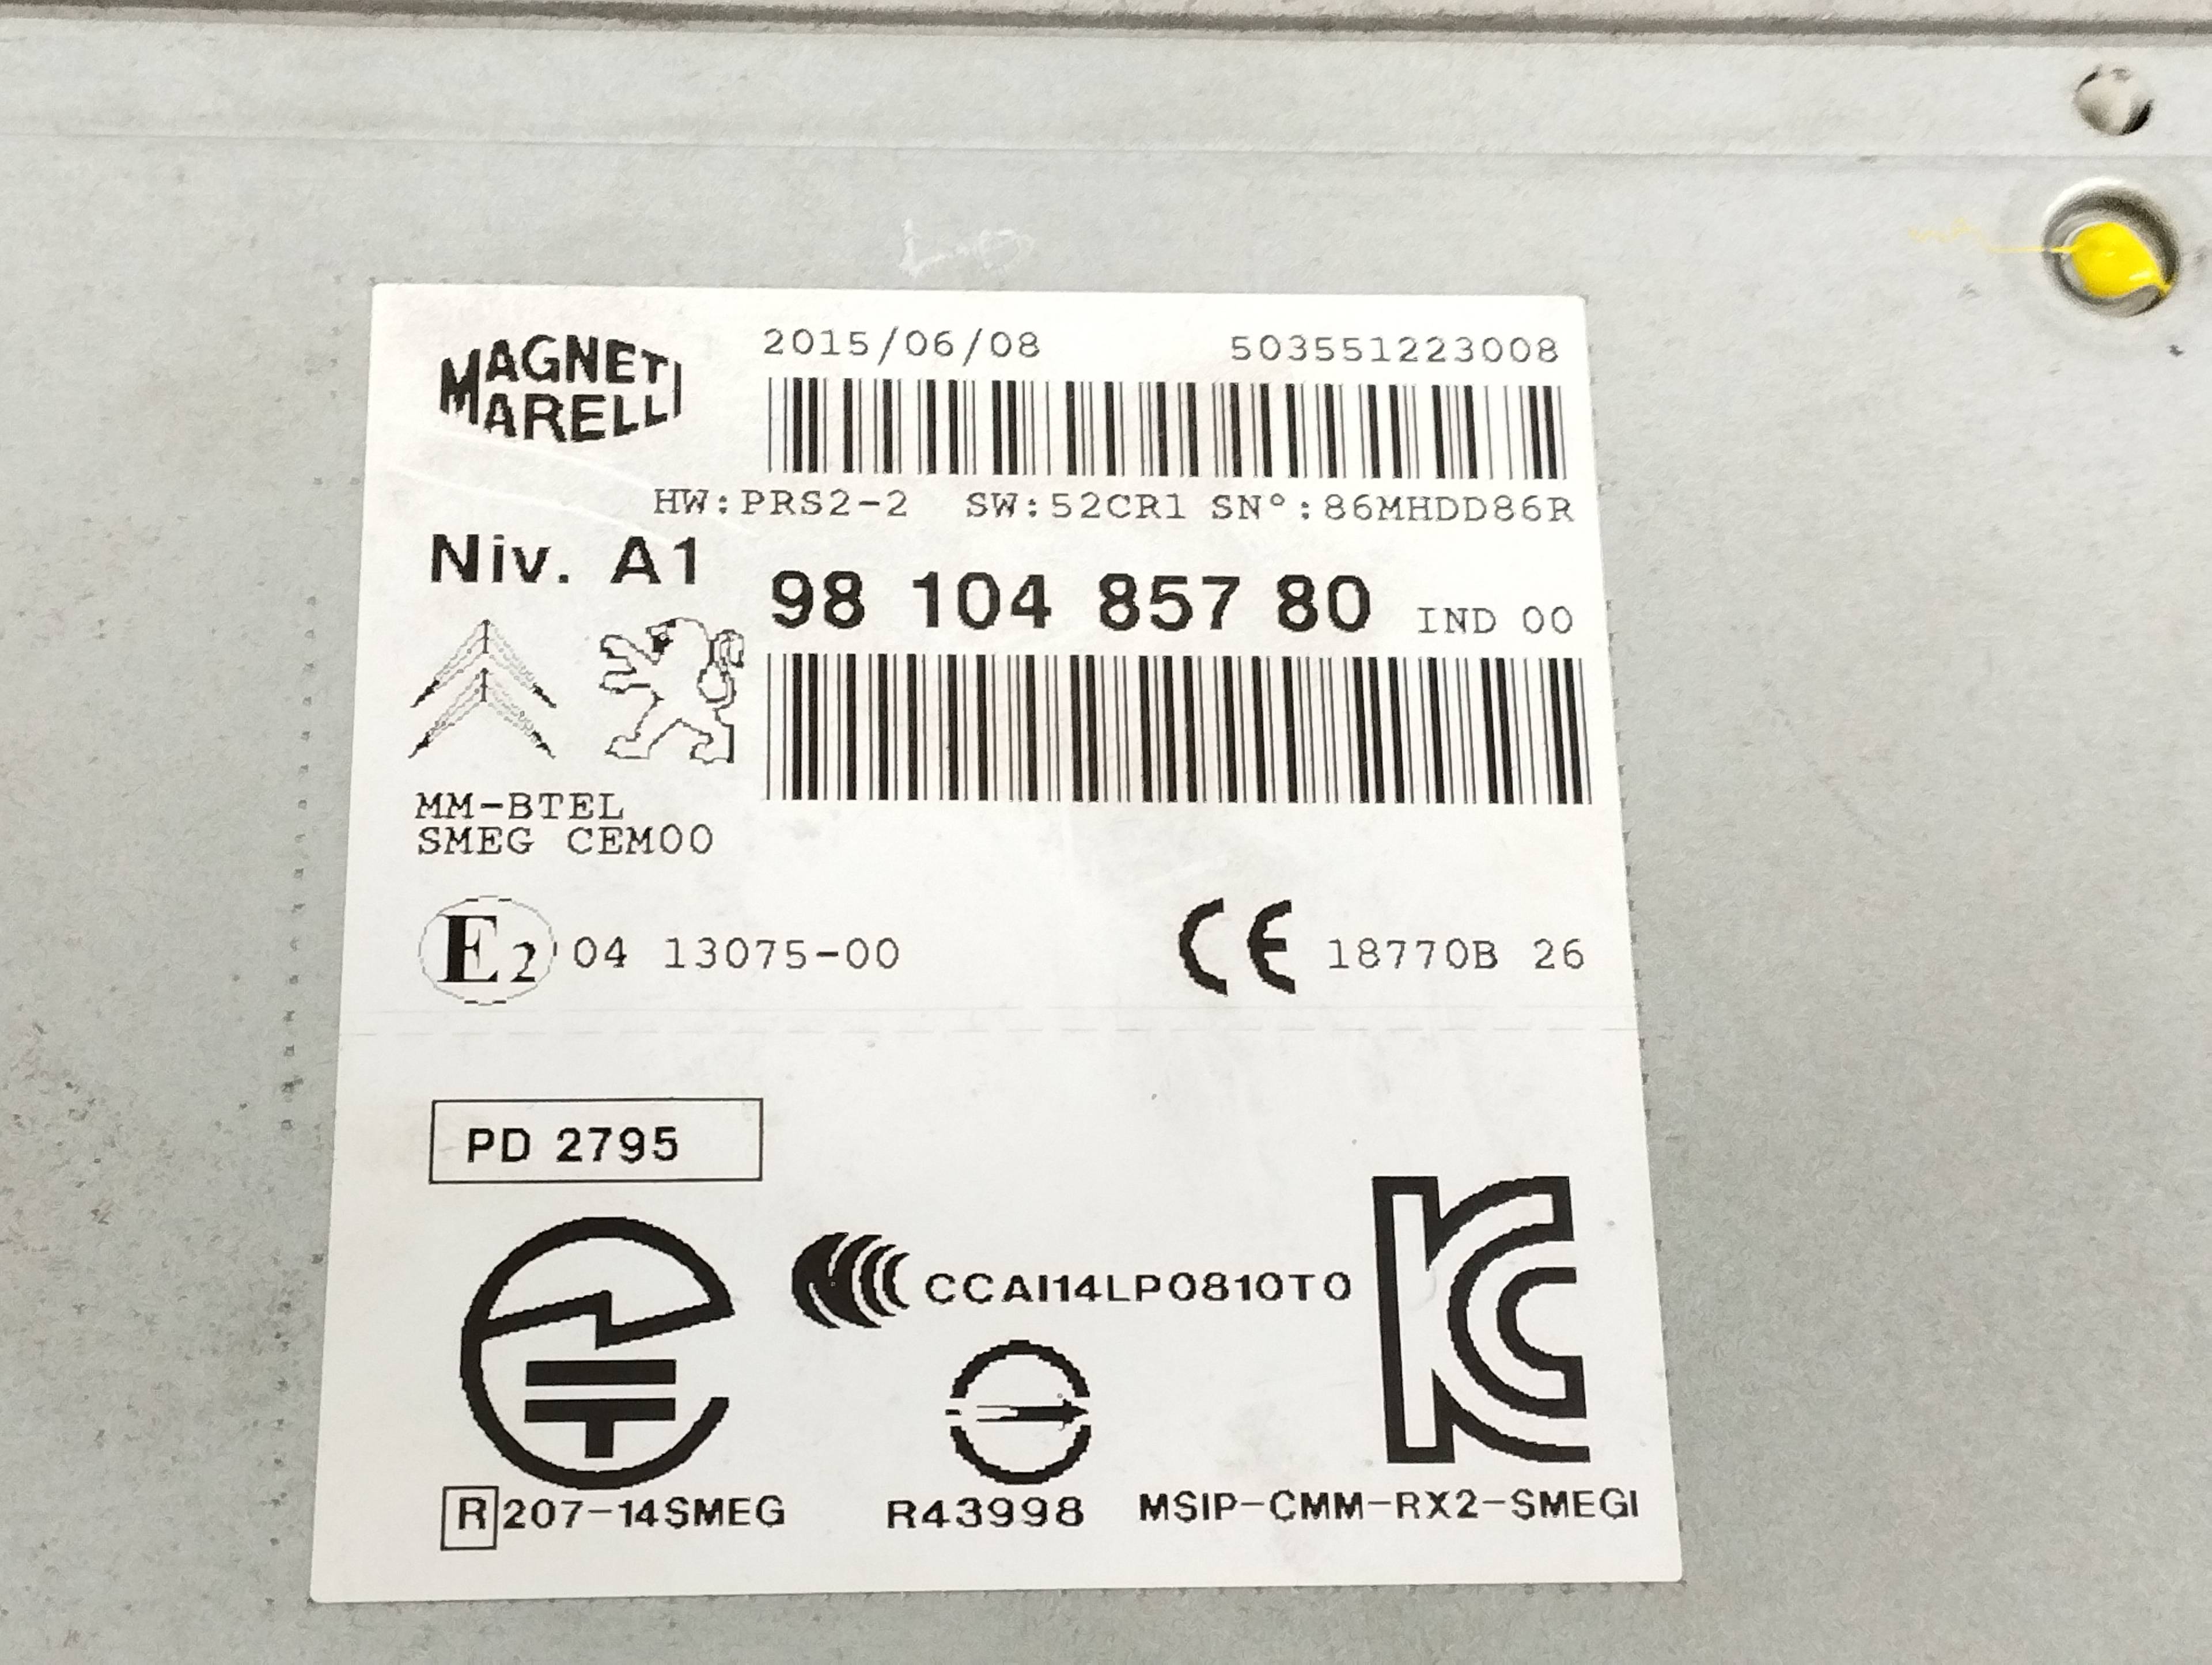 MAGNETI
MARELLI
2015/06/08 503551223008
HW:PRS2-2 SW:52CR1 SN°:86MHDD86R
Niv. A1
98 104 857 80 IND 00
MM-BTEL
SMEG CEM00
E2 04 13075-00
CE 18770B 26
PD 2795
CCAI14LP0810T0
KC
R 207-14SMEG
R43998
MSIP-CMM-RX2-SMEGI